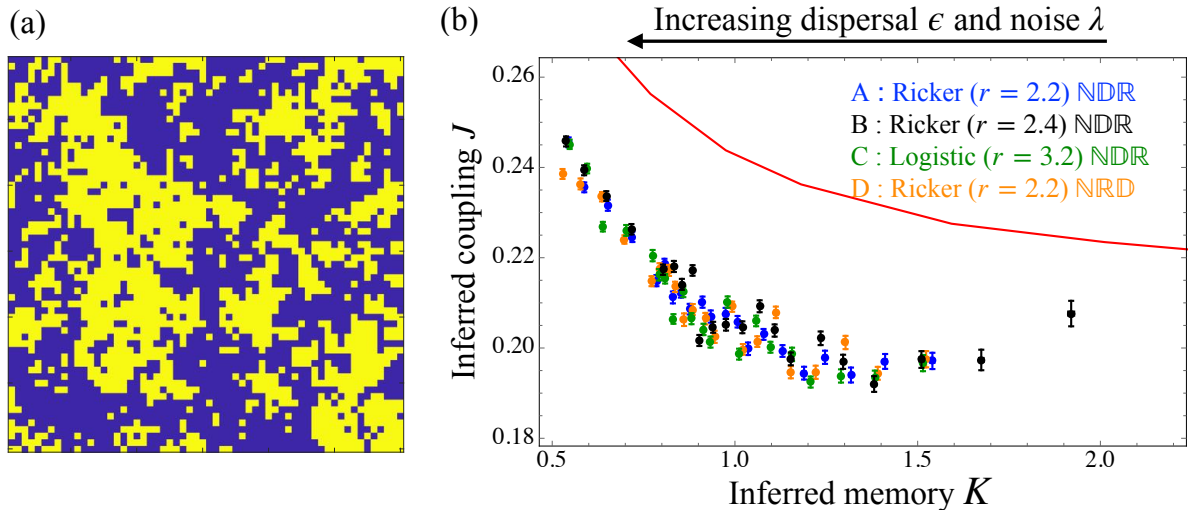 (a)
(b)
Increasing dispersal ϵ and noise λ
0.26
0.24
0.22
0.20
0.18
Inferred coupling J
A : Ricker (r = 2.2) ℕ𝔻ℝ
B : Ricker (r = 2.4) ℕ𝔻ℝ
C : Logistic (r = 3.2) ℕ𝔻ℝ
D : Ricker (r = 2.2) ℕℝ𝔻
0.5 1.0 1.5 2.0
Inferred memory K